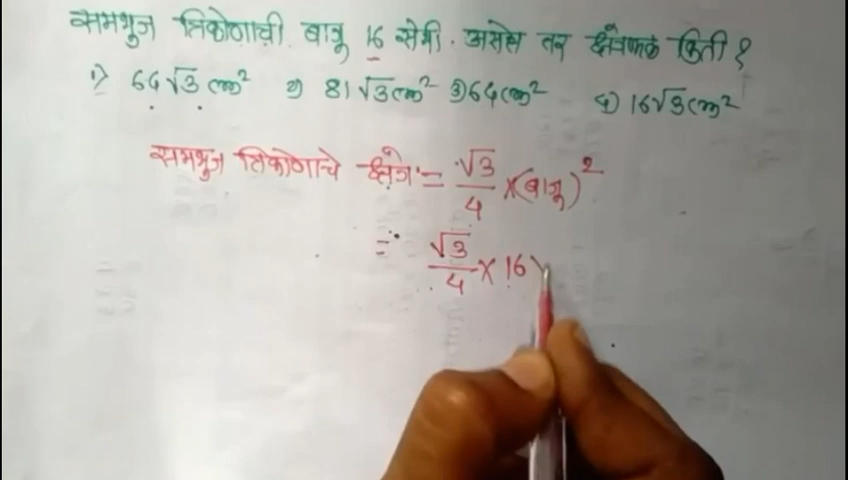 समभुज त्रिकोणाची बाजू 16 सेमी. असेल तर क्षेत्रफळ किती?
1) 64√3 cm² 2) 81√3 cm² 3) 64 cm² 4) 16√3 cm²
समभुज त्रिकोणाचे क्षेत्र = √3/4 × (बाजू)²
= √3/4 × 16 ×